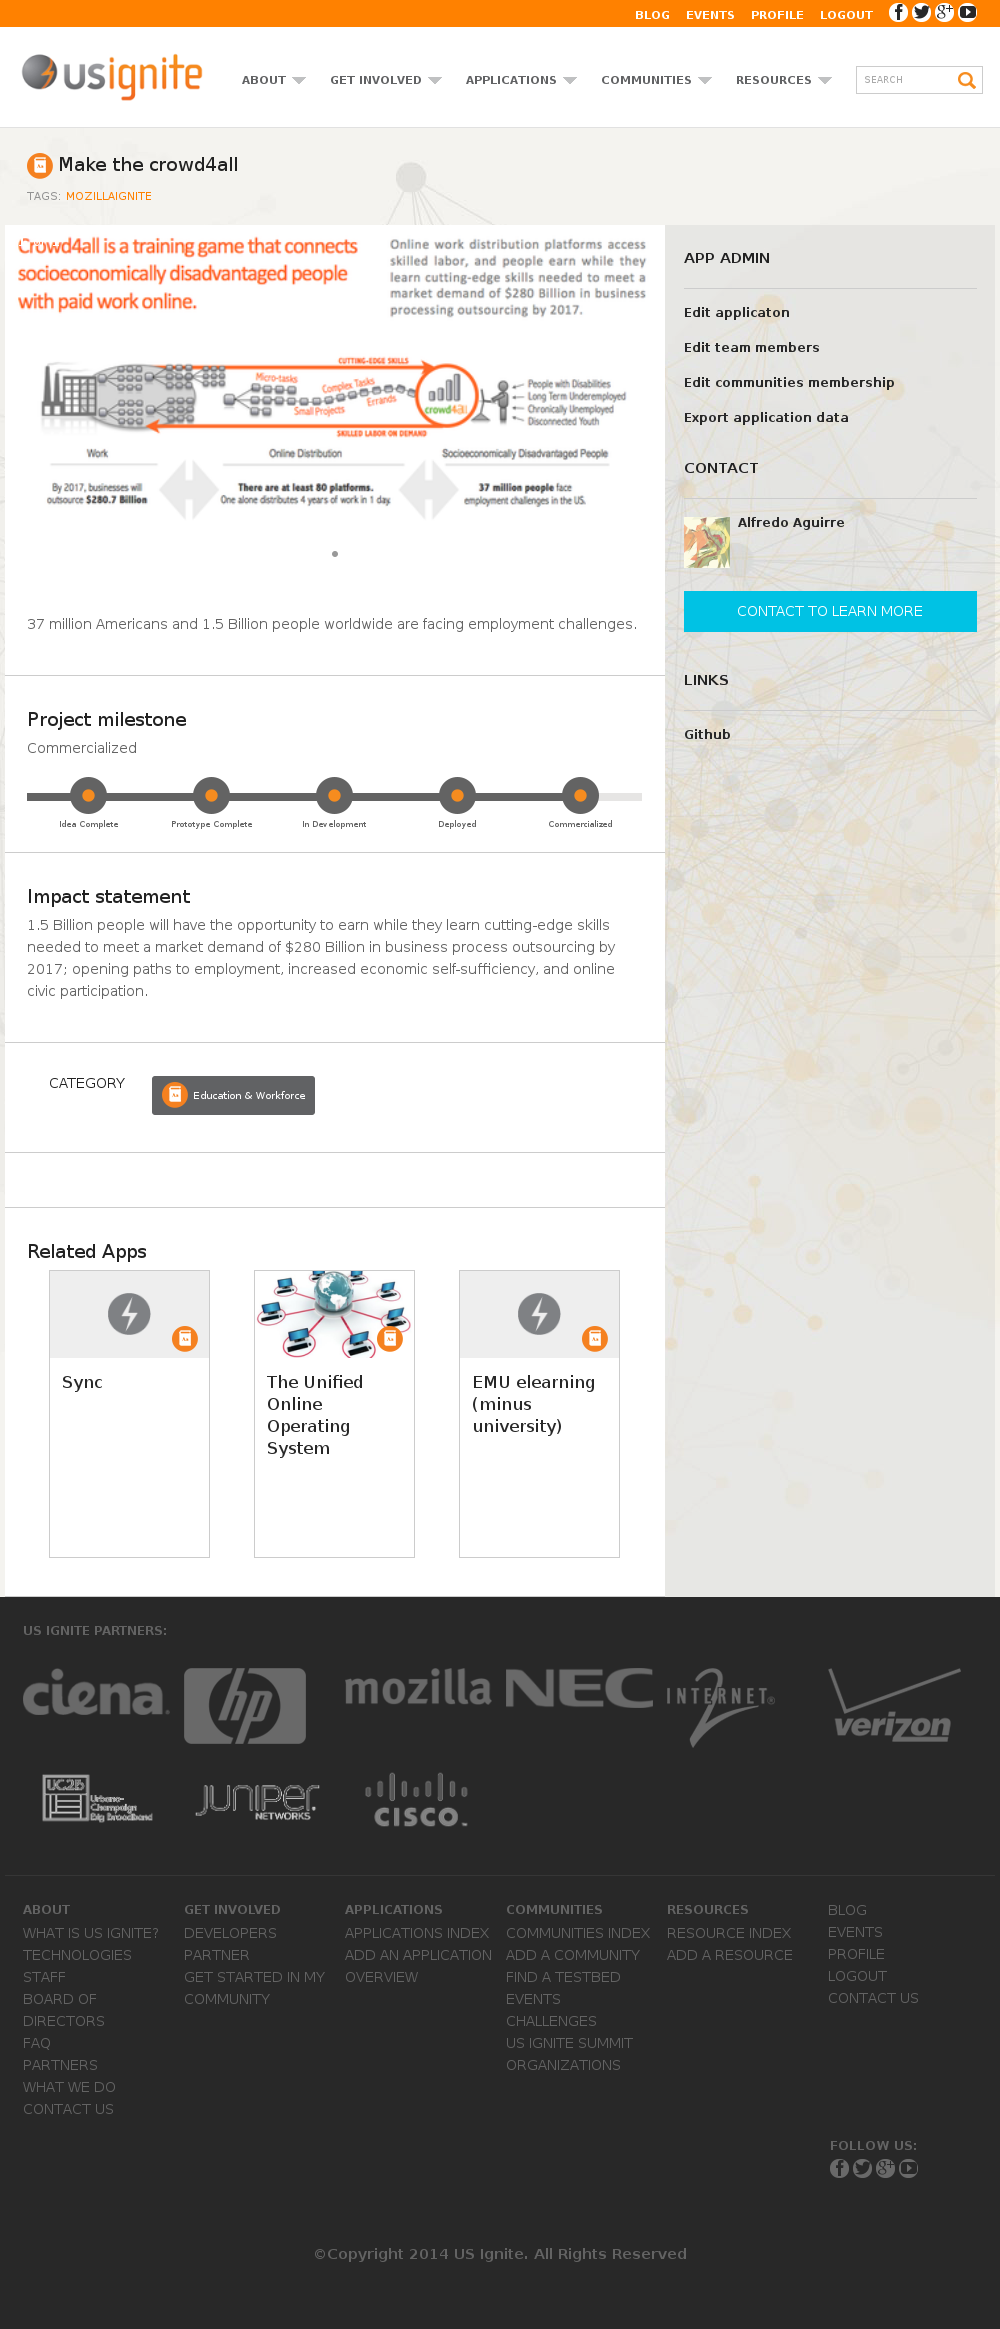 BLOG EVENTS PROFILE LOGOUT
usignite
ABOUT GET INVOLVED APPLICATIONS COMMUNITIES RESOURCES SEARCH
Make the crowd4all
TAGS: MOZILLAIGNITE
Crowd4all is a training game that connects
socioeconomically disadvantaged people
with paid work online.
Online work distribution platforms access
skilled labor, and people earn while they
learn cutting-edge skills needed to meet a
market demand of $280 Billion in business
processing outsourcing by 2017.
CUTTING-EDGE SKILLS
Micro-tasks
Complex Tasks
Small Projects
Errands
crowd4all
People with Disabilities
Long Term Underemployed
Chronically Unemployed
Disconnected Youth
SKILLED LABOR ON DEMAND
Work
Online Distribution
Socioeconomically Disadvantaged People
By 2017, businesses will
outsource $280.7 Billion
There are at least 80 platforms.
One alone distributes 4 years of work in 1 day.
37 million people face
employment challenges in the US.
37 million Americans and 1.5 Billion people worldwide are facing employment challenges.
Project milestone
Commercialized
Idea Complete Prototype Complete In Development Deployed Commercialized
Impact statement
1.5 Billion people will have the opportunity to earn while they learn cutting-edge skills
needed to meet a market demand of $280 Billion in business process outsourcing by
2017; opening paths to employment, increased economic self-sufficiency, and online
civic participation.
CATEGORY
Education & Workforce
Related Apps
Sync
The Unified
Online
Operating
System
EMU elearning
(minus
university)
APP ADMIN
Edit applicaton
Edit team members
Edit communities membership
Export application data
CONTACT
Alfredo Aguirre
CONTACT TO LEARN MORE
LINKS
Github
US IGNITE PARTNERS:
ciena
hp
mozilla
NEC
INTERNET 2
verizon
UC2B
Urbana-
Champaign
Big Broadband
JUNIPER
NETWORKS
CISCO
ABOUT
WHAT IS US IGNITE?
TECHNOLOGIES
STAFF
BOARD OF
DIRECTORS
FAQ
PARTNERS
WHAT WE DO
CONTACT US
GET INVOLVED
DEVELOPERS
PARTNER
GET STARTED IN MY
COMMUNITY
APPLICATIONS
APPLICATIONS INDEX
ADD AN APPLICATION
OVERVIEW
COMMUNITIES
COMMUNITIES INDEX
ADD A COMMUNITY
FIND A TESTBED
EVENTS
CHALLENGES
US IGNITE SUMMIT
ORGANIZATIONS
RESOURCES
RESOURCE INDEX
ADD A RESOURCE
BLOG
EVENTS
PROFILE
LOGOUT
CONTACT US
FOLLOW US:
©Copyright 2014 US Ignite. All Rights Reserved